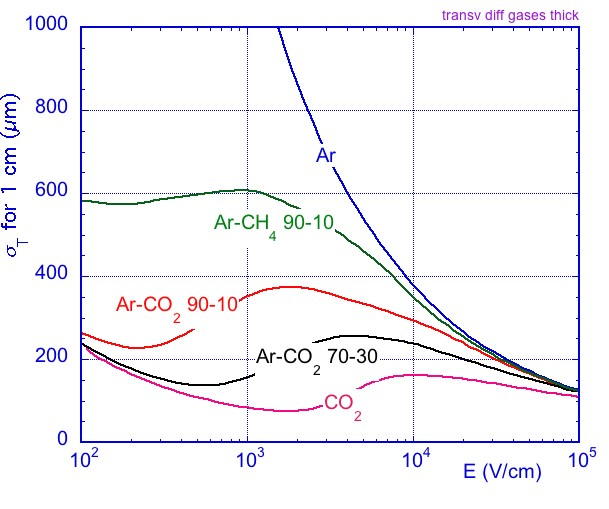 transv diff gases thick
1000
800
600
400
200
0
σT for 1 cm (μm)
Ar
Ar-CH4 90-10
Ar-CO2 90-10
Ar-CO2 70-30
CO2
10² 10³ 10⁴ 10⁵
E (V/cm)